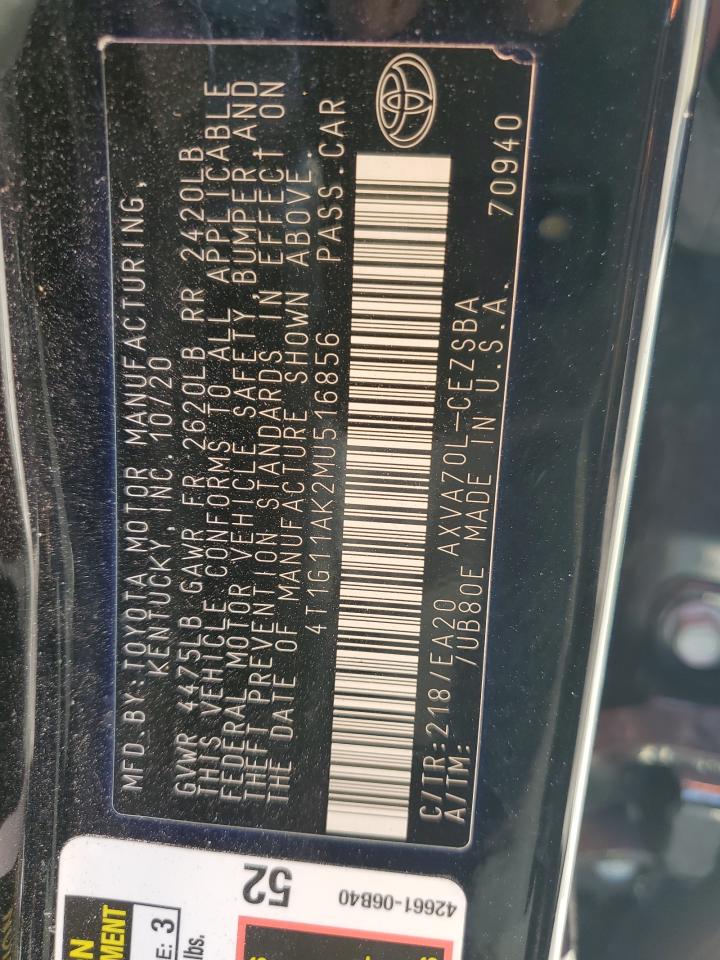 MFD.BY:TOYOTA MOTOR MANUFACTURING,
KENTUCKY, INC. 10/20
GVWR 4475LB GAWR FR 2620LB RR 2420LB
THIS VEHICLE CONFORMS TO ALL APPLICABLE
FEDERAL MOTOR VEHICLE SAFETY,BUMPER AND
THEFT PREVENTION STANDARDS IN EFFECT ON
THE DATE OF MANUFACTURE SHOWN ABOVE.
4T1G11AK2MU516856 PASS.CAR
C/TR:218/EA20 AXVA70L-CEZSBA
A/TM: /UB80E MADE IN U.S.A. 70940
52
42661-06B40
E: 3
lbs.